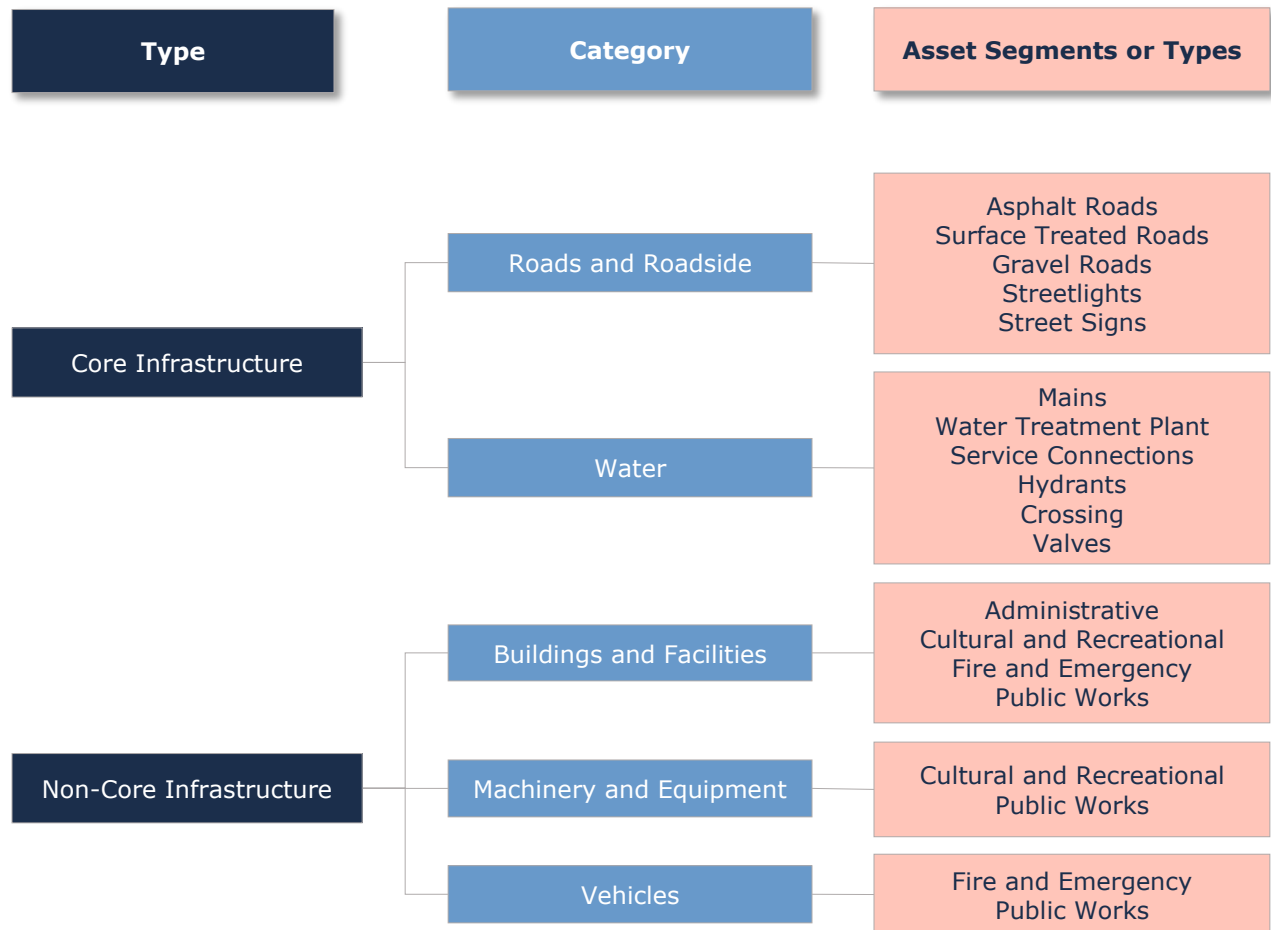 Type
Category
Asset Segments or Types
Core Infrastructure
Roads and Roadside
Asphalt Roads
Surface Treated Roads
Gravel Roads
Streetlights
Street Signs
Water
Mains
Water Treatment Plant
Service Connections
Hydrants
Crossing
Valves
Non-Core Infrastructure
Buildings and Facilities
Administrative
Cultural and Recreational
Fire and Emergency
Public Works
Machinery and Equipment
Cultural and Recreational
Public Works
Vehicles
Fire and Emergency
Public Works